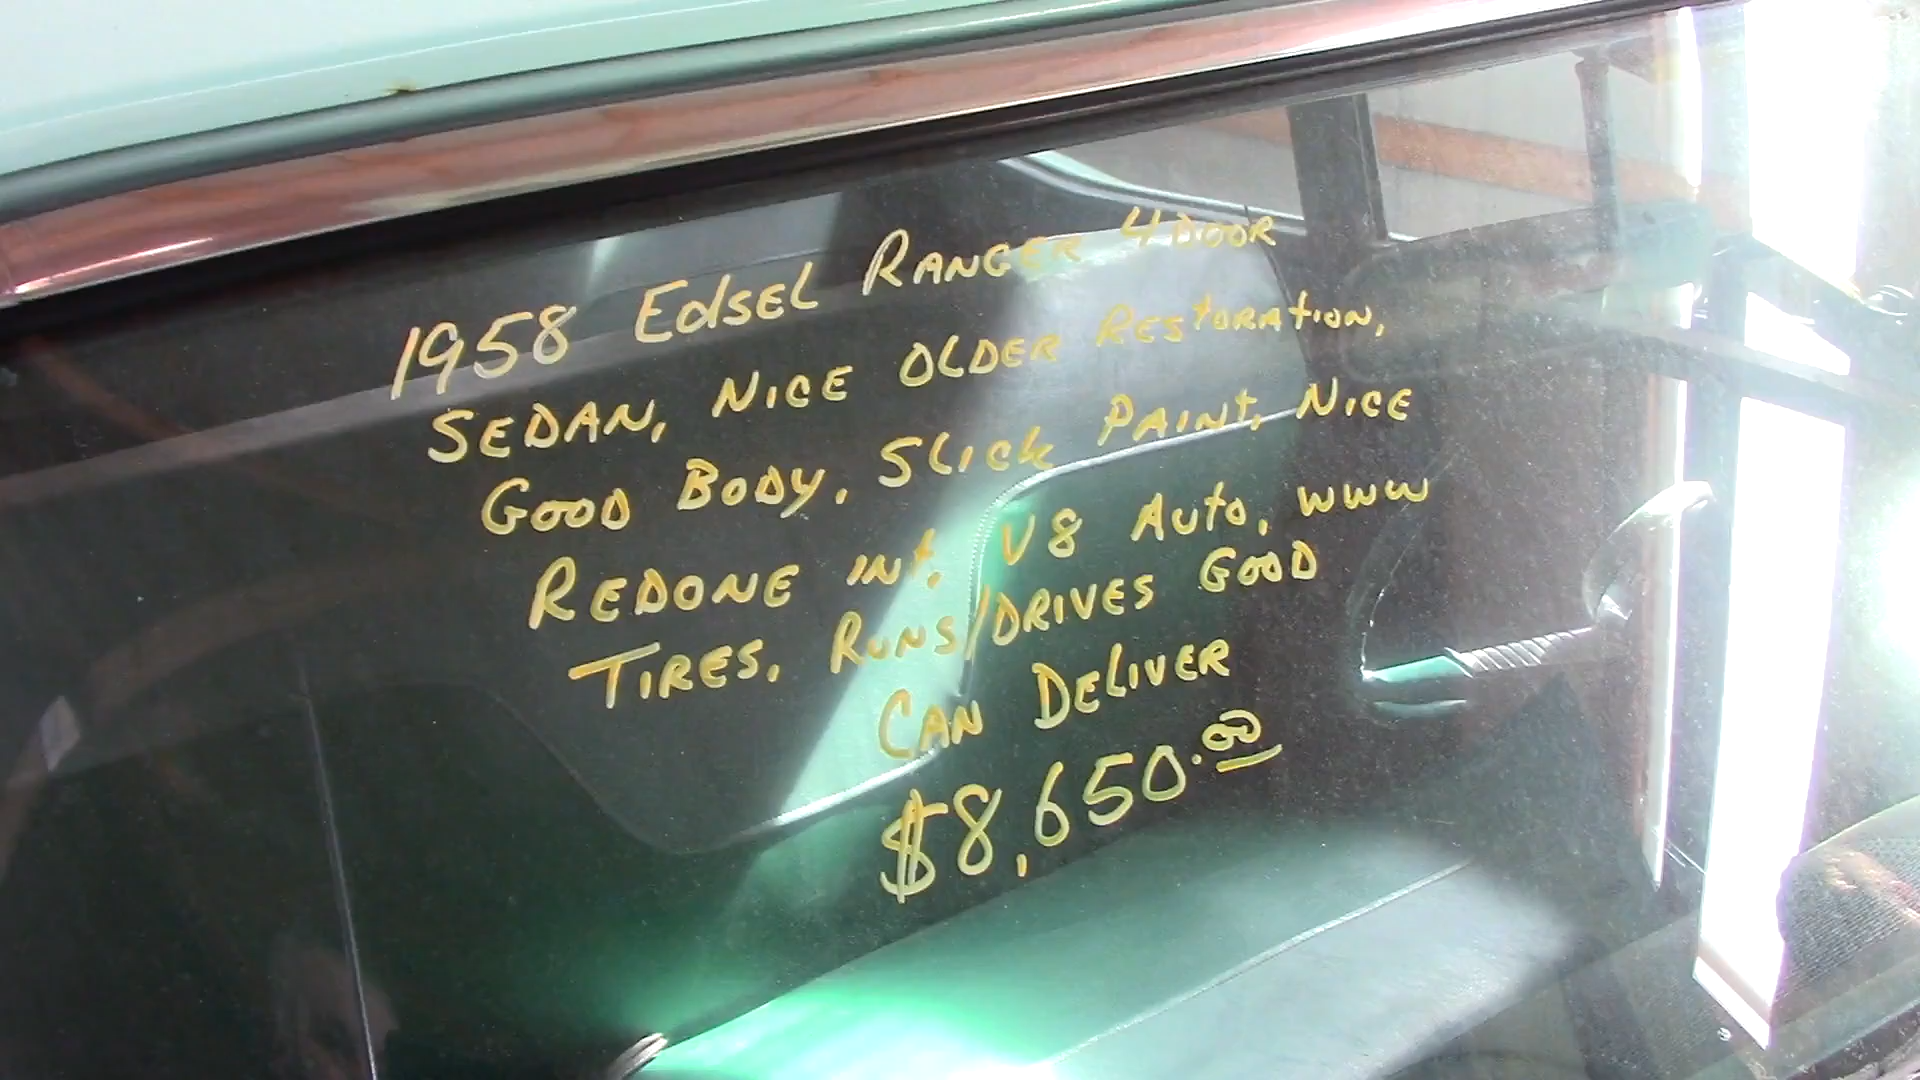 1958 Edsel RANGER 4 DOOR
SEDAN, NICE OLDER RESTORATION,
GOOD BODY, SLICK PAINT, NICE
REDONE INT. V8 AUTO, WWW
TIRES, RUNS/DRIVES GOOD
CAN DELIVER
$8,650.00